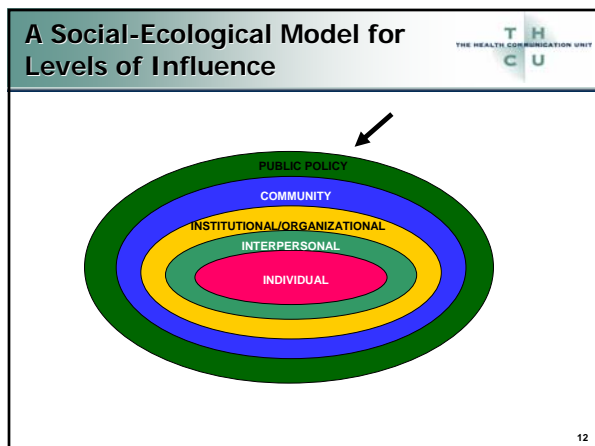 A Social-Ecological Model for
Levels of Influence
T H
THE HEALTH COMMUNICATION UNIT
C U
PUBLIC POLICY
COMMUNITY
INSTITUTIONAL/ORGANIZATIONAL
INTERPERSONAL
INDIVIDUAL
12